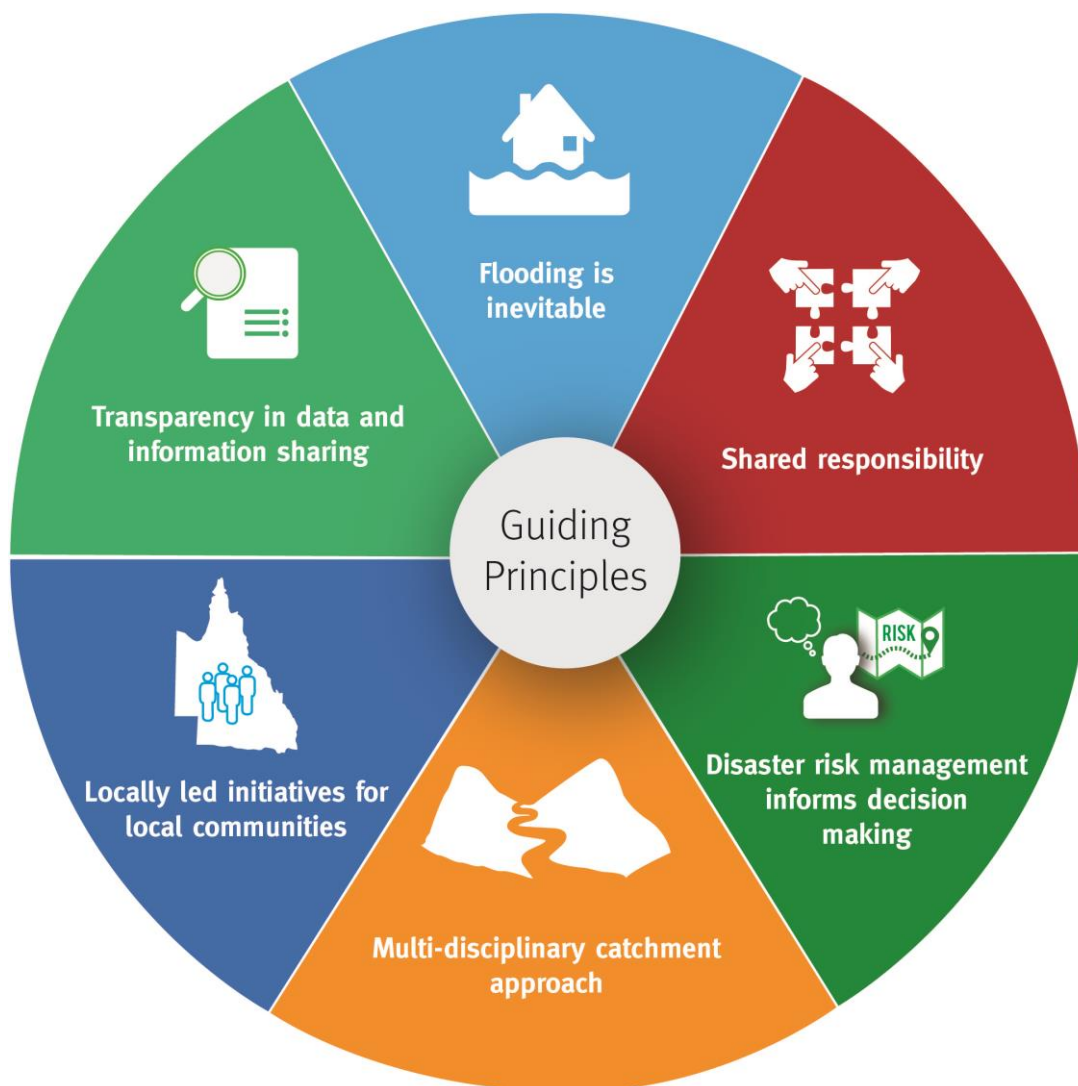 Flooding is
inevitable
Shared responsibility
RISK
Disaster risk management
informs decision
making
Multi-disciplinary catchment
approach
Locally led initiatives for
local communities
Transparency in data and
information sharing
Guiding
Principles